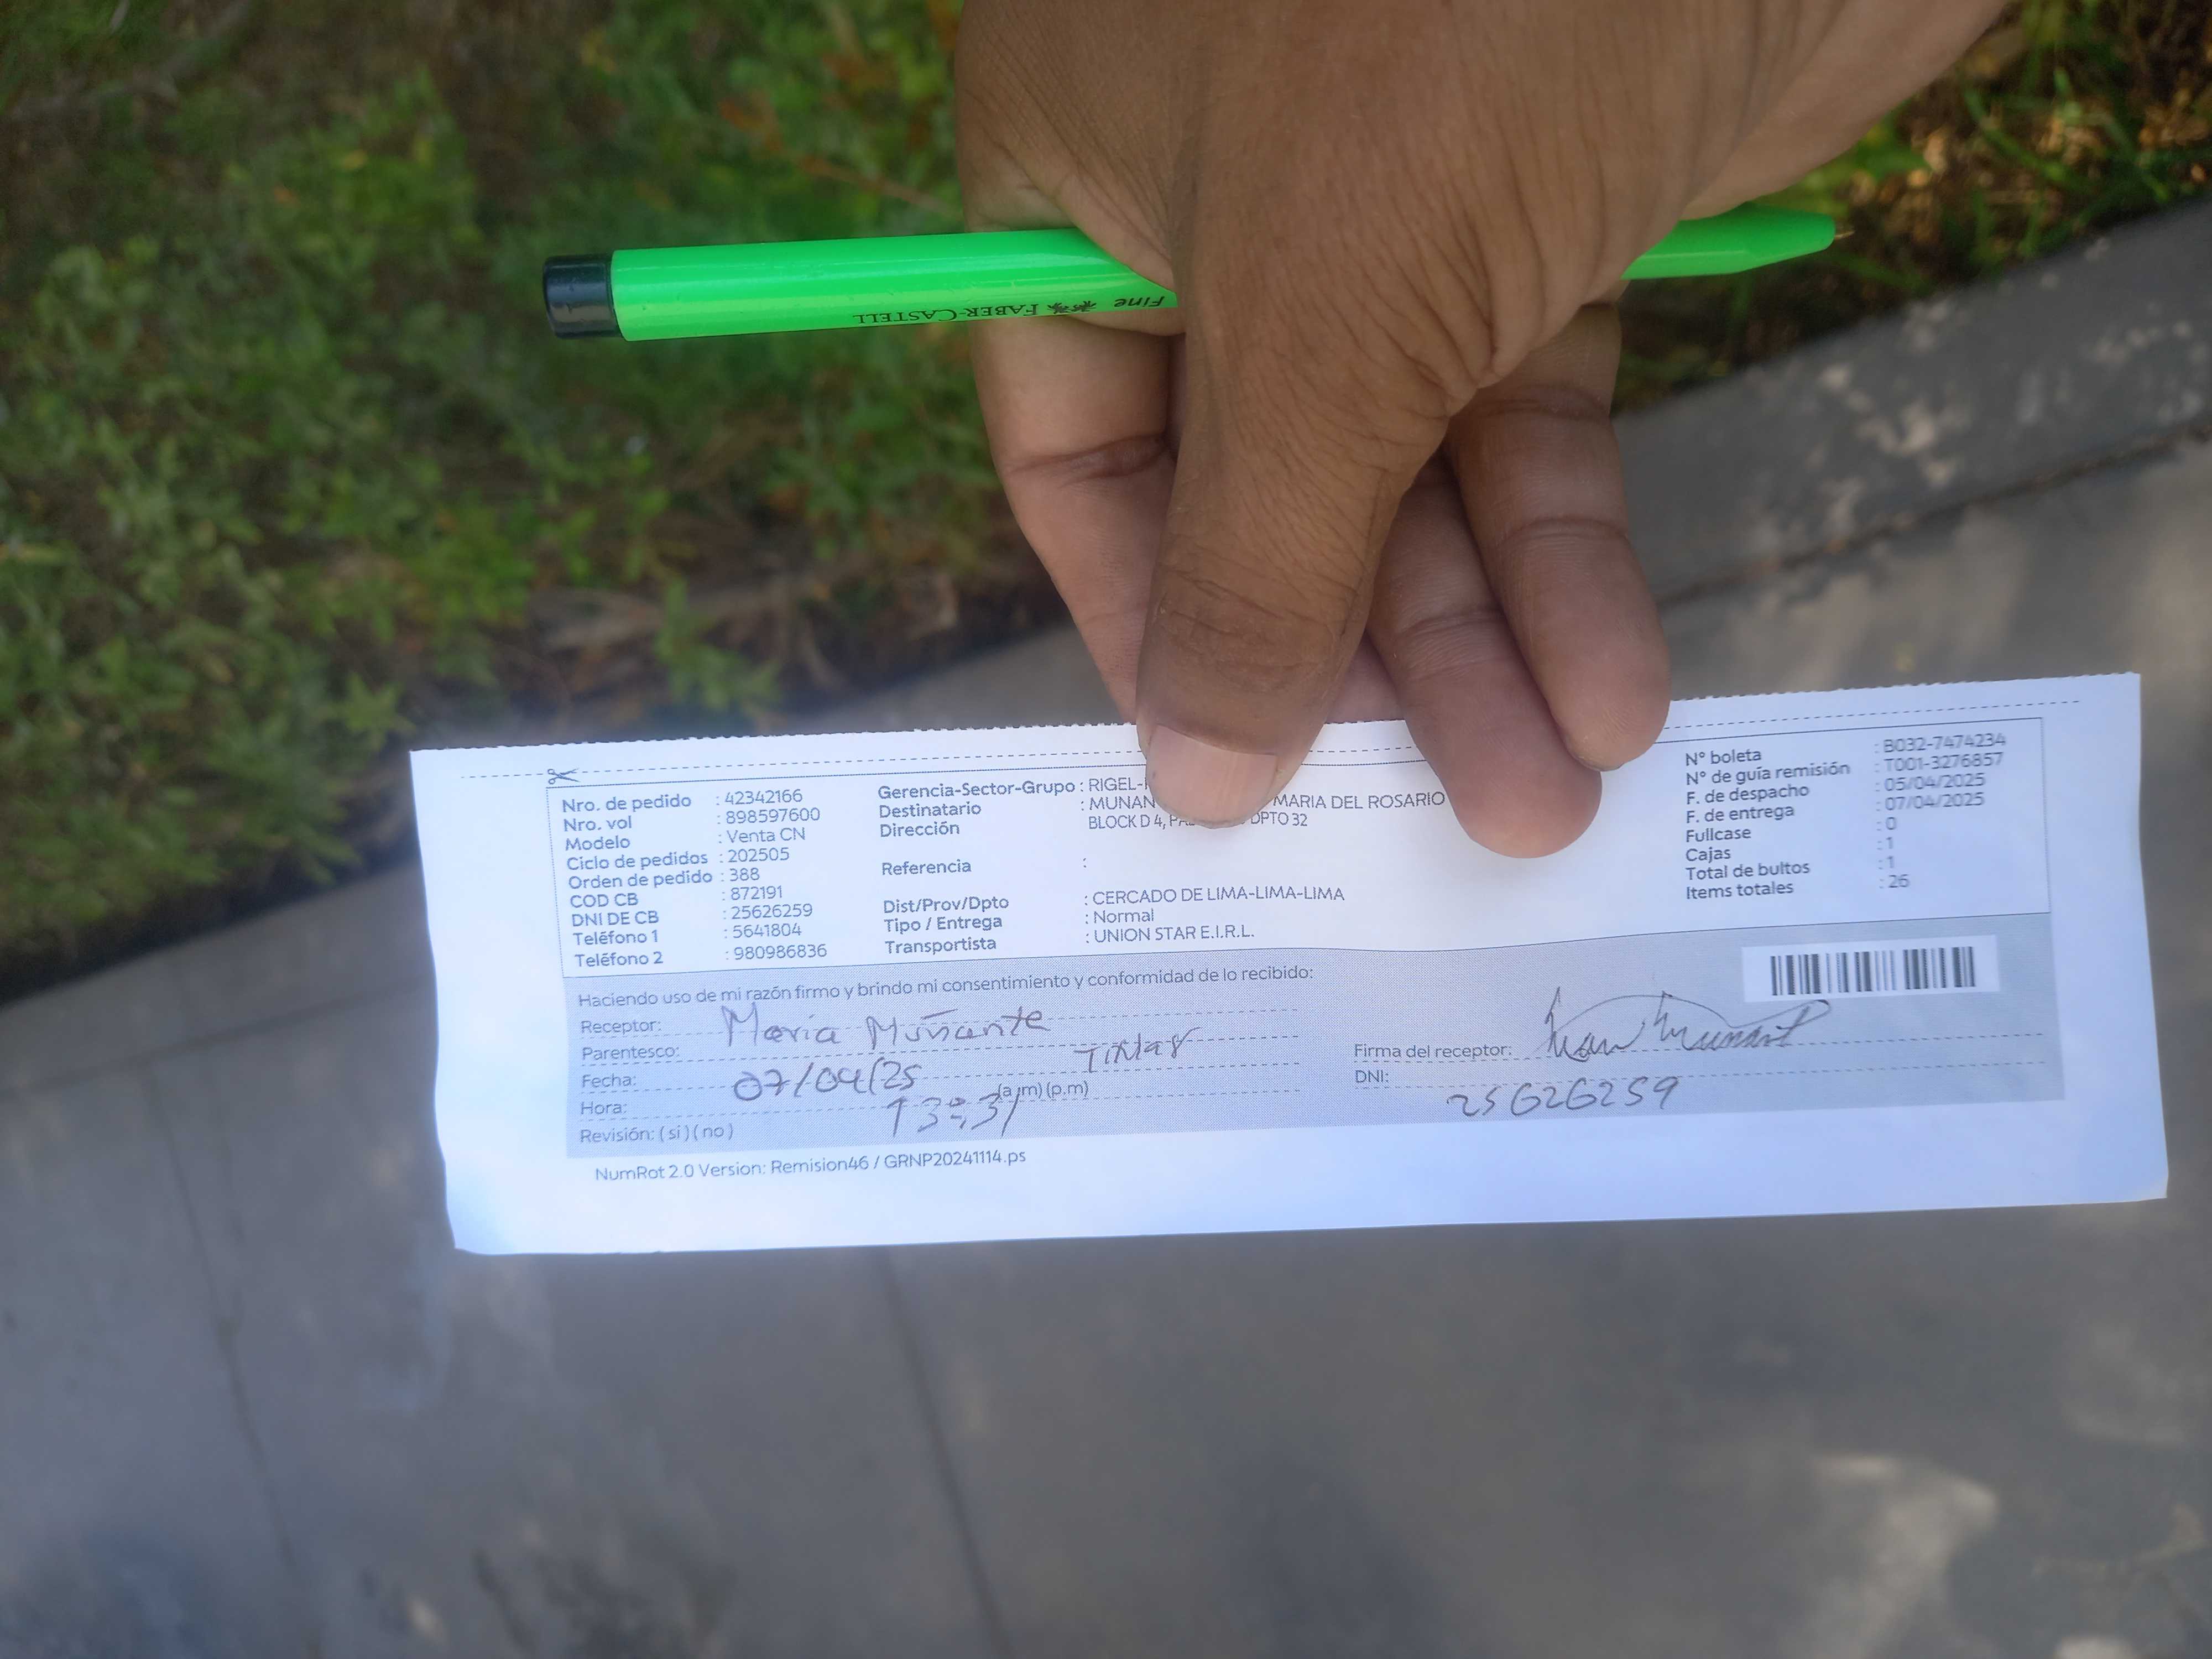 Fine FABER-CASTELL
Nro. de pedido : 42342166
Nro. vol : 898597600
Modelo : Venta CN
Ciclo de pedidos : 202505
Orden de pedido : 388
COD CB : 872191
DNI DE CB : 25626259
Teléfono 1 : 5641804
Teléfono 2 : 980986836
Gerencia-Sector-Grupo : RIGEL-
Destinatario : MUNAN MARIA DEL ROSARIO
Dirección BLOCK D 4, DPTO 32
Referencia :
Dist/Prov/Dpto : CERCADO DE LIMA-LIMA-LIMA
Tipo / Entrega : Normal
Transportista : UNION STAR E.I.R.L.
N° boleta : B032-7474234
N° de guía remisión : T001-3276857
F. de despacho : 05/04/2025
F. de entrega : 07/04/2025
Fullcase : 0
Cajas : 1
Total de bultos : 1
Items totales : 26
Haciendo uso de mi razón firmo y brindo mi consentimiento y conformidad de lo recibido:
Receptor: Maria Muñante
Parentesco:
Fecha: 07/04/25
Hora: 13:31 (a.m) (p.m)
Revisión: ( si ) ( no )
Firma del receptor:
DNI: 25626259
NumRot 2.0 Version: Remision46 / GRNP20241114.ps